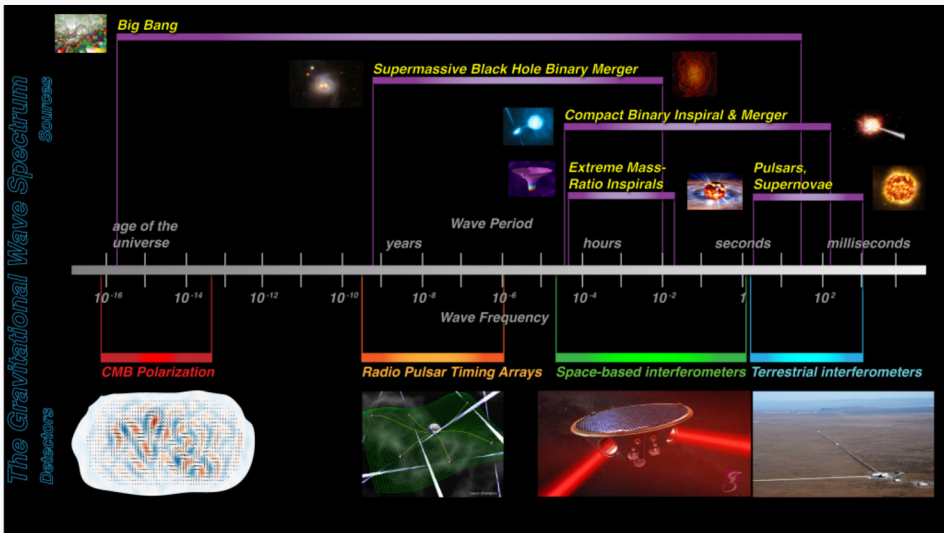 The Gravitational Wave Spectrum
Sources
Detectors
Big Bang
Supermassive Black Hole Binary Merger
Compact Binary Inspiral & Merger
Extreme Mass-
Ratio Inspirals
Pulsars,
Supernovae
Wave Period
age of the
universe
years
hours
seconds
milliseconds
10-16
10-14
10-12
10-10
10-8
10-6
10-4
10-2
1
102
Wave Frequency
CMB Polarization
Radio Pulsar Timing Arrays
Space-based interferometers
Terrestrial interferometers